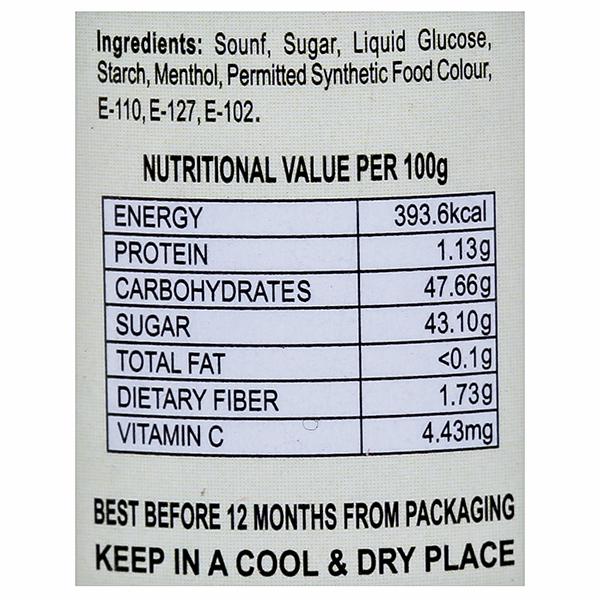 Ingredients: Sounf, Sugar, Liquid Glucose,
Starch, Menthol, Permitted Synthetic Food Colour,
E-110, E-127, E-102.
NUTRITIONAL VALUE PER 100g
ENERGY 393.6kcal
PROTEIN 1.13g
CARBOHYDRATES 47.66g
SUGAR 43.10g
TOTAL FAT <0.1g
DIETARY FIBER 1.73g
VITAMIN C 4.43mg
BEST BEFORE 12 MONTHS FROM PACKAGING
KEEP IN A COOL & DRY PLACE